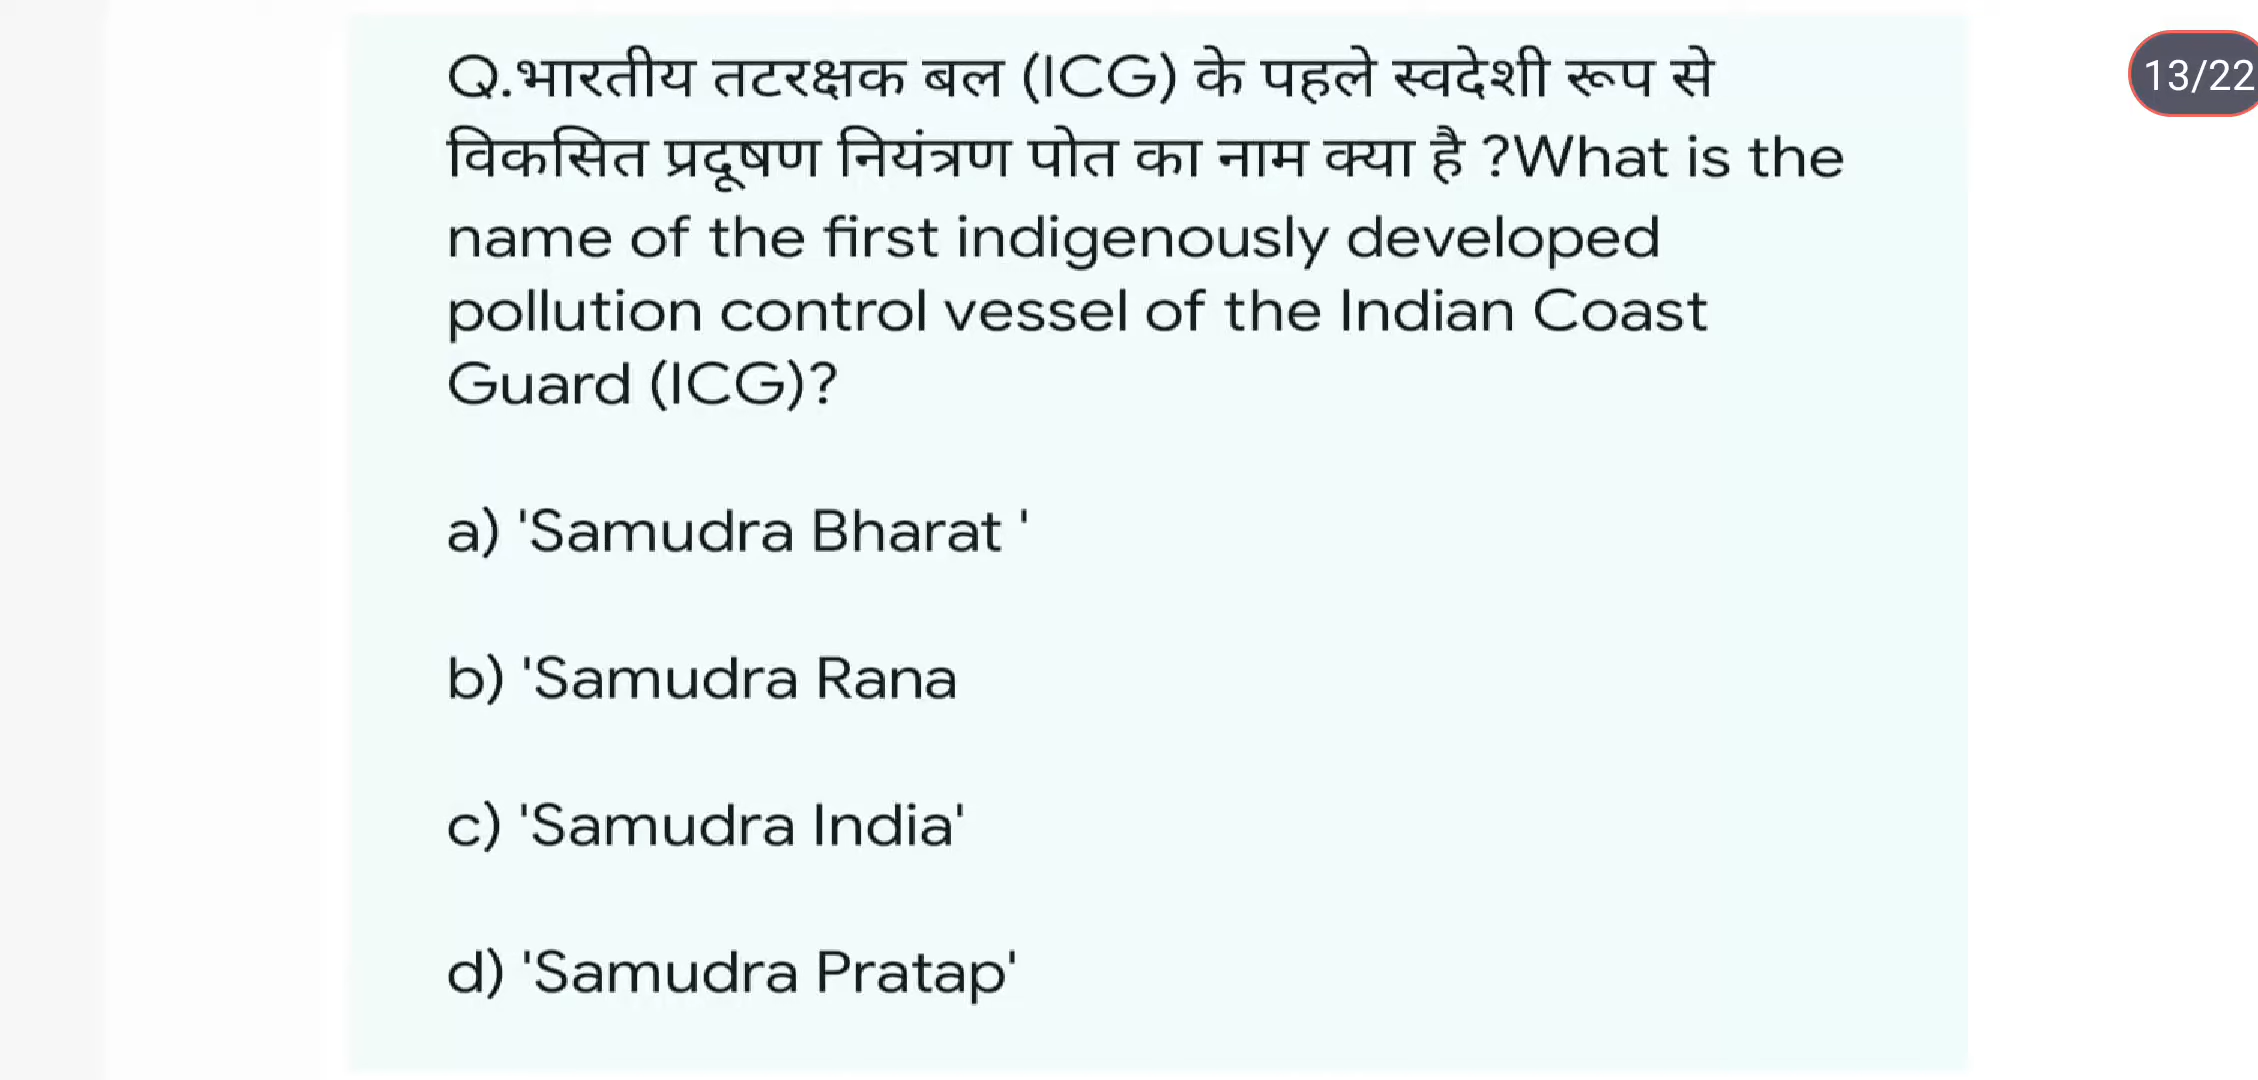 Q.भारतीय तटरक्षक बल (ICG) के पहले स्वदेशी रूप से
13/22
विकसित प्रदूषण नियंत्रण पोत का नाम क्या है ?What is the
name of the first indigenously developed
pollution control vessel of the Indian Coast
Guard (ICG)?
a) 'Samudra Bharat '
b) 'Samudra Rana
c) 'Samudra India'
d) 'Samudra Pratap'